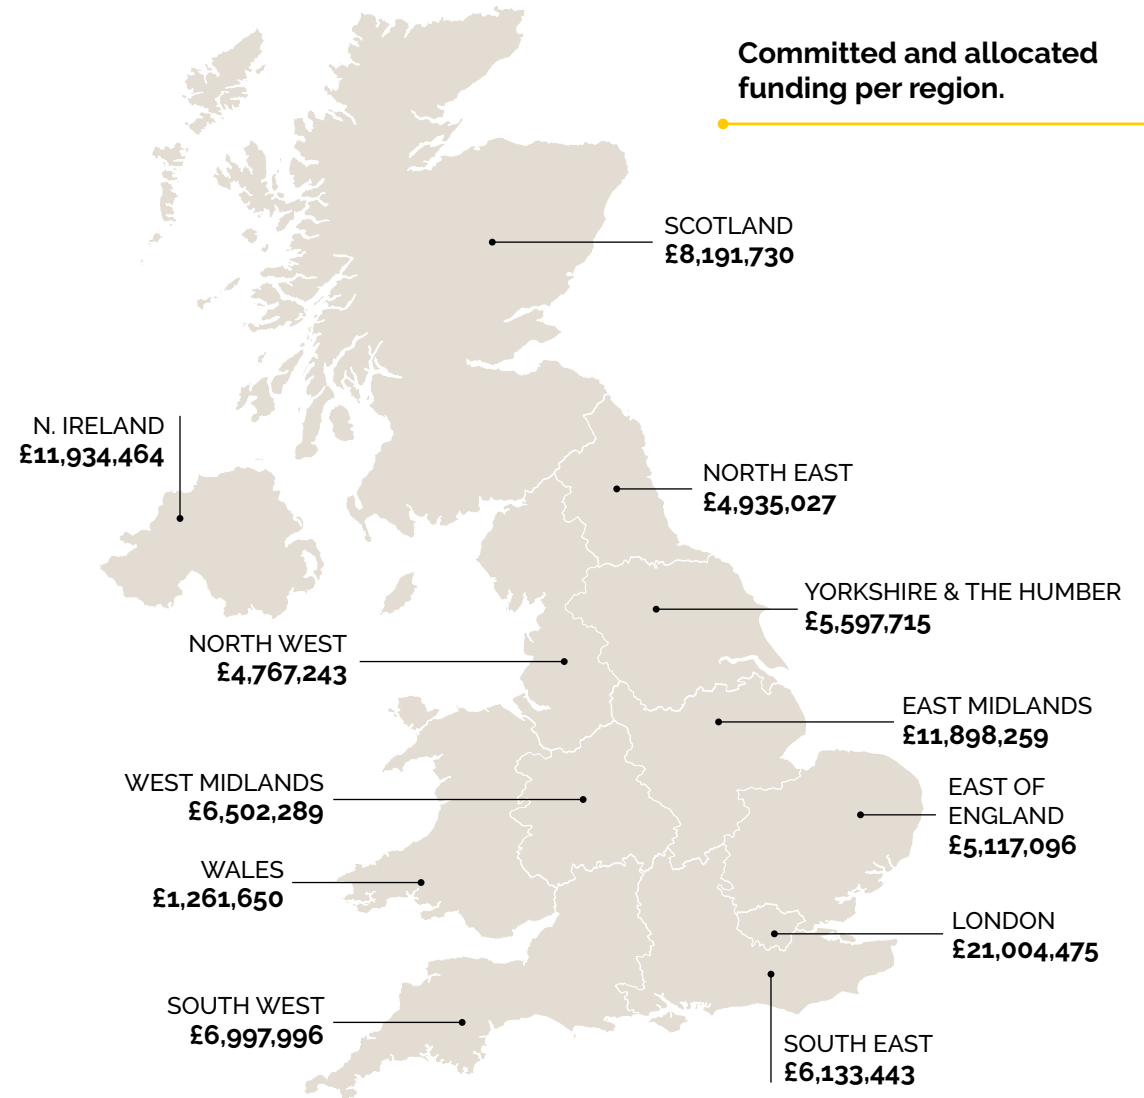 Committed and allocated
funding per region.
SCOTLAND
£8,191,730
N. IRELAND
£11,934,464
NORTH EAST
£4,935,027
YORKSHIRE & THE HUMBER
£5,597,715
NORTH WEST
£4,767,243
EAST MIDLANDS
£11,898,259
WEST MIDLANDS
£6,502,289
EAST OF
ENGLAND
£5,117,096
WALES
£1,261,650
LONDON
£21,004,475
SOUTH WEST
£6,997,996
SOUTH EAST
£6,133,443